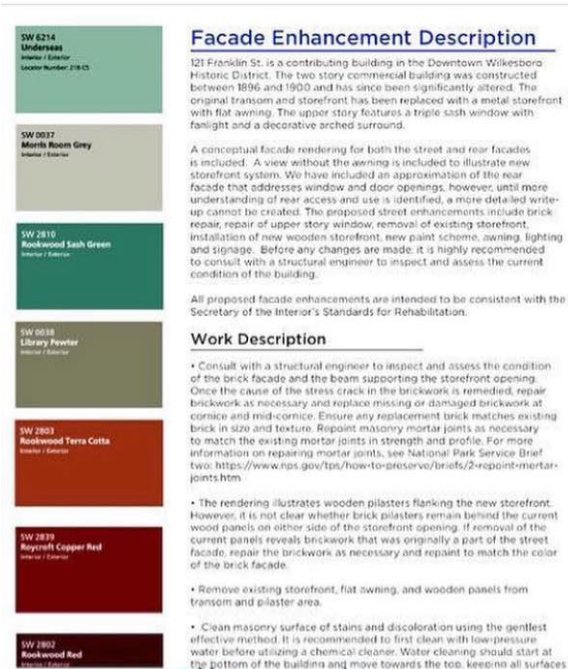 SW 6214
Underseas
Interior / Exterior
Locator Number: 218-C5
SW 0037
Morris Room Grey
Interior / Exterior
SW 2810
Rookwood Sash Green
Interior / Exterior
SW 0038
Library Pewter
Interior / Exterior
SW 2803
Rookwood Terra Cotta
Interior / Exterior
SW 2839
Roycroft Copper Red
Interior / Exterior
SW 2802
Rookwood Red
Interior / Exterior
Facade Enhancement Description
121 Franklin St. is a contributing building in the Downtown Wilkesboro
Historic District. The two story commercial building was constructed
between 1896 and 1900 and has since been significantly altered. The
original transom and storefront has been replaced with a metal storefront
with flat awning. The upper story features a triple sash window with
fanlight and a decorative arched surround.
A conceptual facade rendering for both the street and rear facades
is included. A view without the awning is included to illustrate new
storefront system. We have included an approximation of the rear
facade that addresses window and door openings, however, until more
understanding of rear access and use is identified, a more detailed write-
up cannot be created. The proposed street enhancements include brick
repair, repair of upper story window, removal of existing storefront,
installation of new wooden storefront, new paint scheme, awning, lighting
and signage. Before any changes are made, it is highly recommended
to consult with a structural engineer to inspect and assess the current
condition of the building.
All proposed facade enhancements are intended to be consistent with the
Secretary of the Interior's Standards for Rehabilitation.
Work Description
• Consult with a structural engineer to inspect and assess the condition
of the brick facade and the beam supporting the storefront opening.
Once the cause of the stress crack in the brickwork is remedied, repair
brickwork as necessary and replace missing or damaged brickwork at
cornice and mid-cornice. Ensure any replacement brick matches existing
brick in size and texture. Repoint masonry mortar joints as necessary
to match the existing mortar joints in strength and profile. For more
information on repairing mortar joints, see National Park Service Brief
two: https://www.nps.gov/tps/how-to-preserve/briefs/2-repoint-mortar-
joints.htm
• The rendering illustrates wooden pilasters flanking the new storefront.
However, it is not clear whether brick pilasters remain behind the current
wood panels on either side of the storefront opening. If removal of the
current panels reveals brickwork that was originally a part of the street
facade, repair the brickwork as necessary and repaint to match the color
of the brick facade.
• Remove existing storefront, flat awning, and wooden panels from
transom and pilaster area.
• Clean masonry surface of stains and discoloration using the gentlest
effective method. It is recommended to first clean with low-pressure
water before utilizing a chemical cleaner. Water cleaning should start at
the bottom of the building and move towards the top, keeping all surfaces